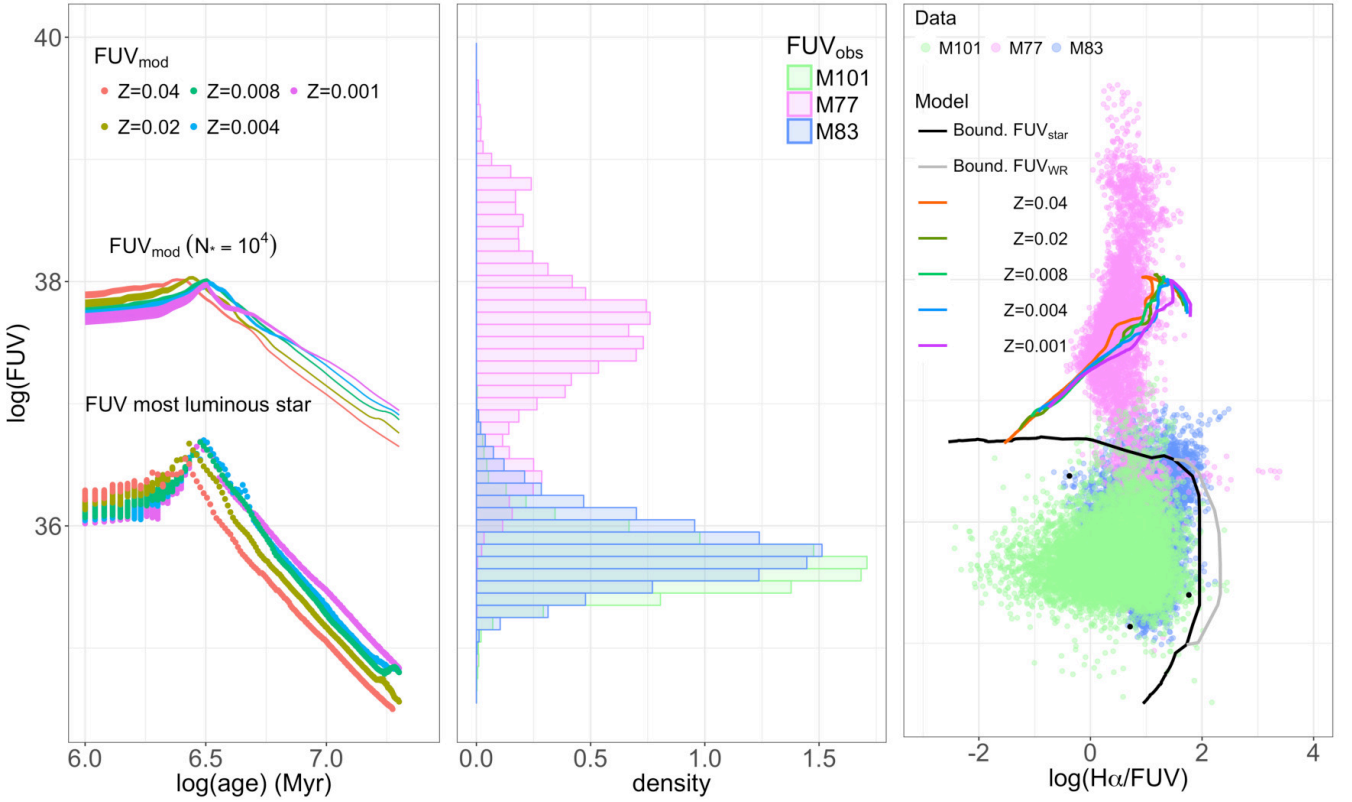 log(FUV)
40
38
36
FUVmod
Z=0.04 Z=0.008 Z=0.001
Z=0.02 Z=0.004
FUVmod (N* = 10⁴)
FUV most luminous star
6.0 6.5 7.0
log(age) (Myr)
FUVobs
M101
M77
M83
0.0 0.5 1.0 1.5
density
Data
M101 M77 M83
Model
Bound. FUVstar
Bound. FUVWR
Z=0.04
Z=0.02
Z=0.008
Z=0.004
Z=0.001
-2 0 2 4
log(Hα/FUV)